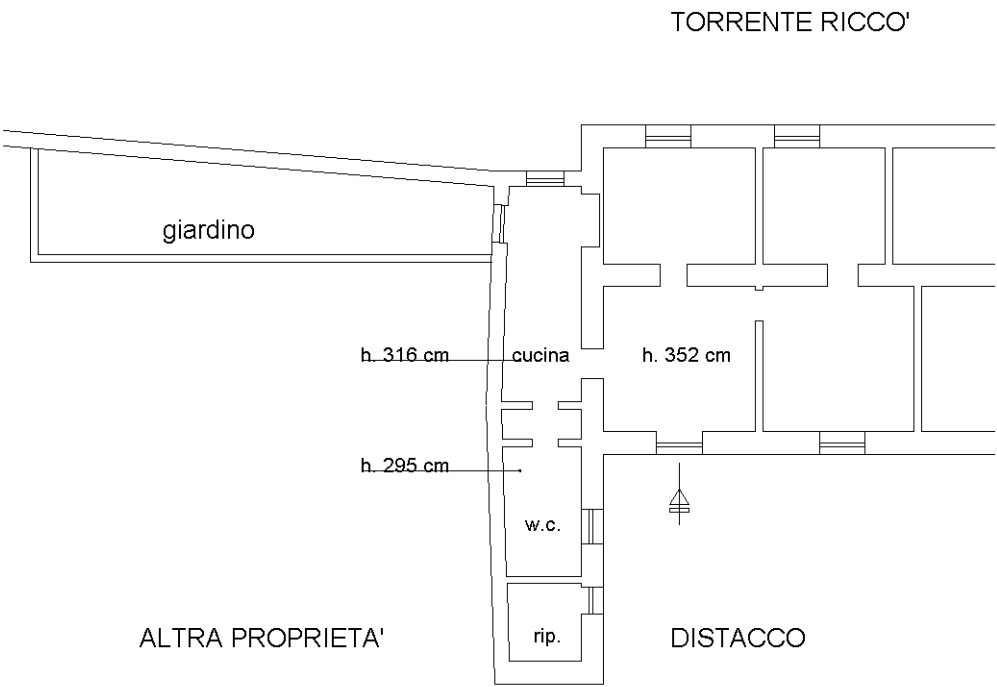 TORRENTE RICCO'
giardino
h. 316 cm
cucina
h. 352 cm
h. 295 cm
w.c.
rip.
ALTRA PROPRIETA'
DISTACCO